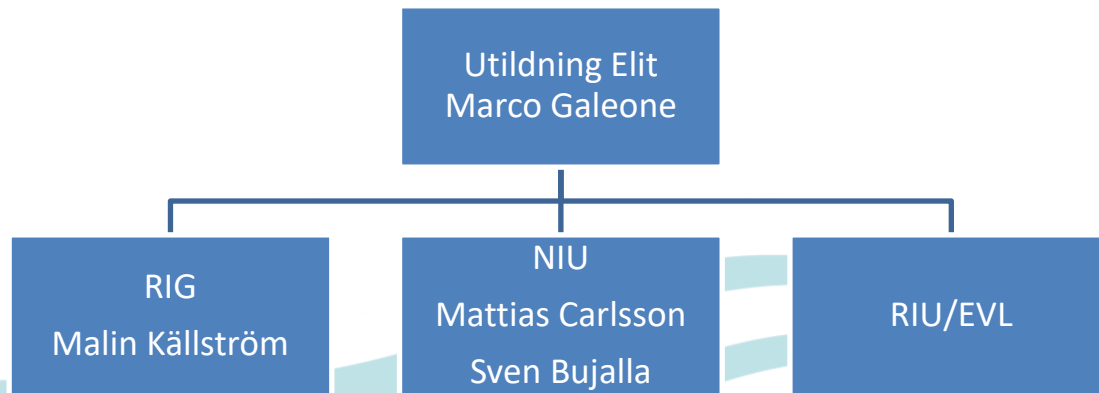 Utildning Elit
Marco Galeone
RIG
Malin Källström
NIU
Mattias Carlsson
Sven Bujalla
RIU/EVL